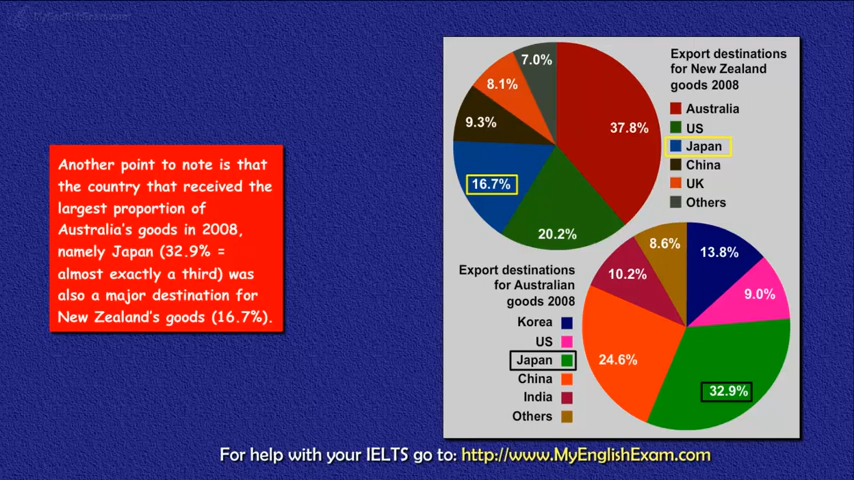 MyEnglishExam.com
Another point to note is that
the country that received the
largest proportion of
Australia's goods in 2008,
namely Japan (32.9% =
almost exactly a third) was
also a major destination for
New Zealand's goods (16.7%).
Export destinations
for New Zealand
goods 2008
Australia
US
Japan
China
UK
Others
7.0%
8.1%
9.3%
37.8%
16.7%
20.2%
Export destinations
for Australian
goods 2008
Korea
US
Japan
China
India
Others
8.6%
13.8%
10.2%
9.0%
24.6%
32.9%
For help with your IELTS go to: http://www.MyEnglishExam.com